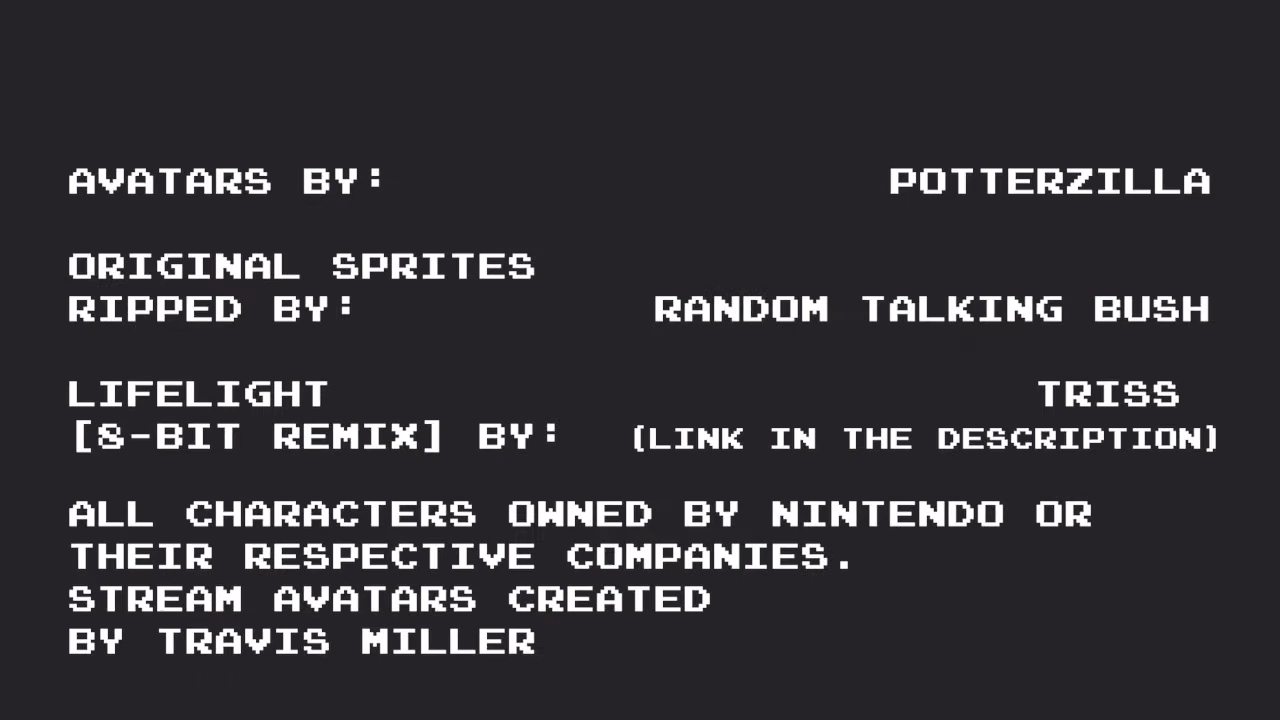 AVATARS BY: POTTERZILLA
ORIGINAL SPRITES
RIPPED BY: RANDOM TALKING BUSH
LIFELIGHT TRISS
[8-BIT REMIX] BY: (LINK IN THE DESCRIPTION)
ALL CHARACTERS OWNED BY NINTENDO OR
THEIR RESPECTIVE COMPANIES.
STREAM AVATARS CREATED
BY TRAVIS MILLER